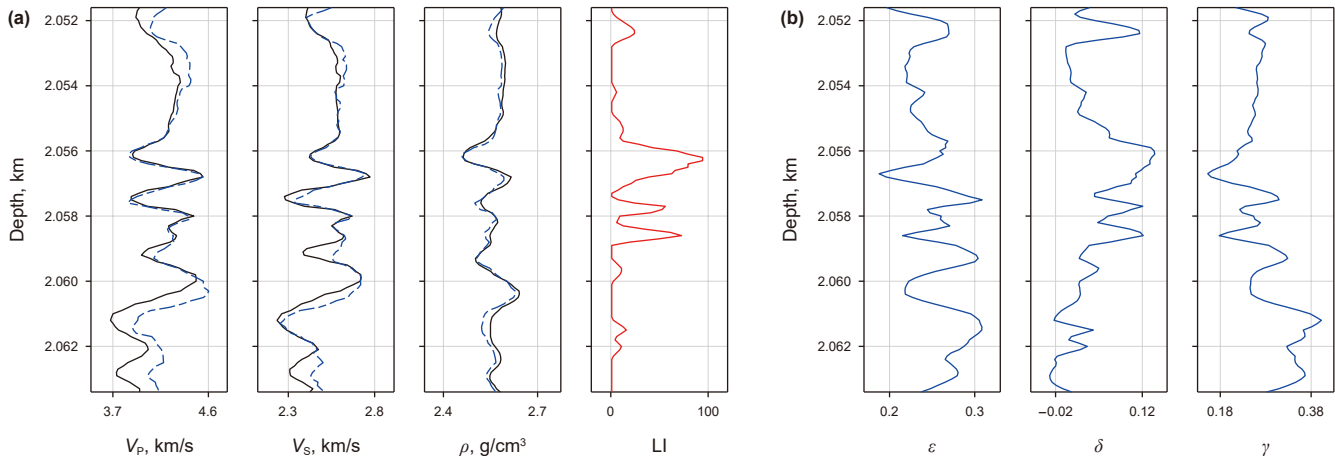 (a)
Depth, km
2.052
2.054
2.056
2.058
2.060
2.062
3.7 4.6
V_P, km/s
2.3 2.8
V_S, km/s
2.4 2.7
ρ, g/cm³
0 100
LI
(b)
Depth, km
2.052
2.054
2.056
2.058
2.060
2.062
0.2 0.3
ε
−0.02 0.12
δ
0.18 0.38
γ